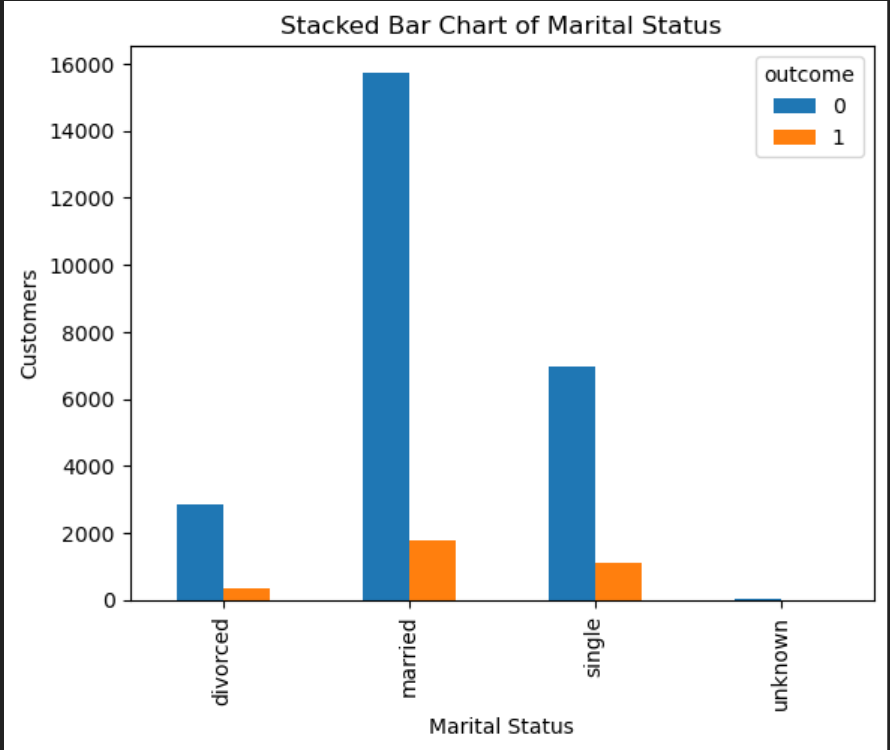 Stacked Bar Chart of Marital Status
outcome
0
1
16000
14000
12000
10000
8000
6000
4000
2000
0
Customers
divorced
married
single
unknown
Marital Status